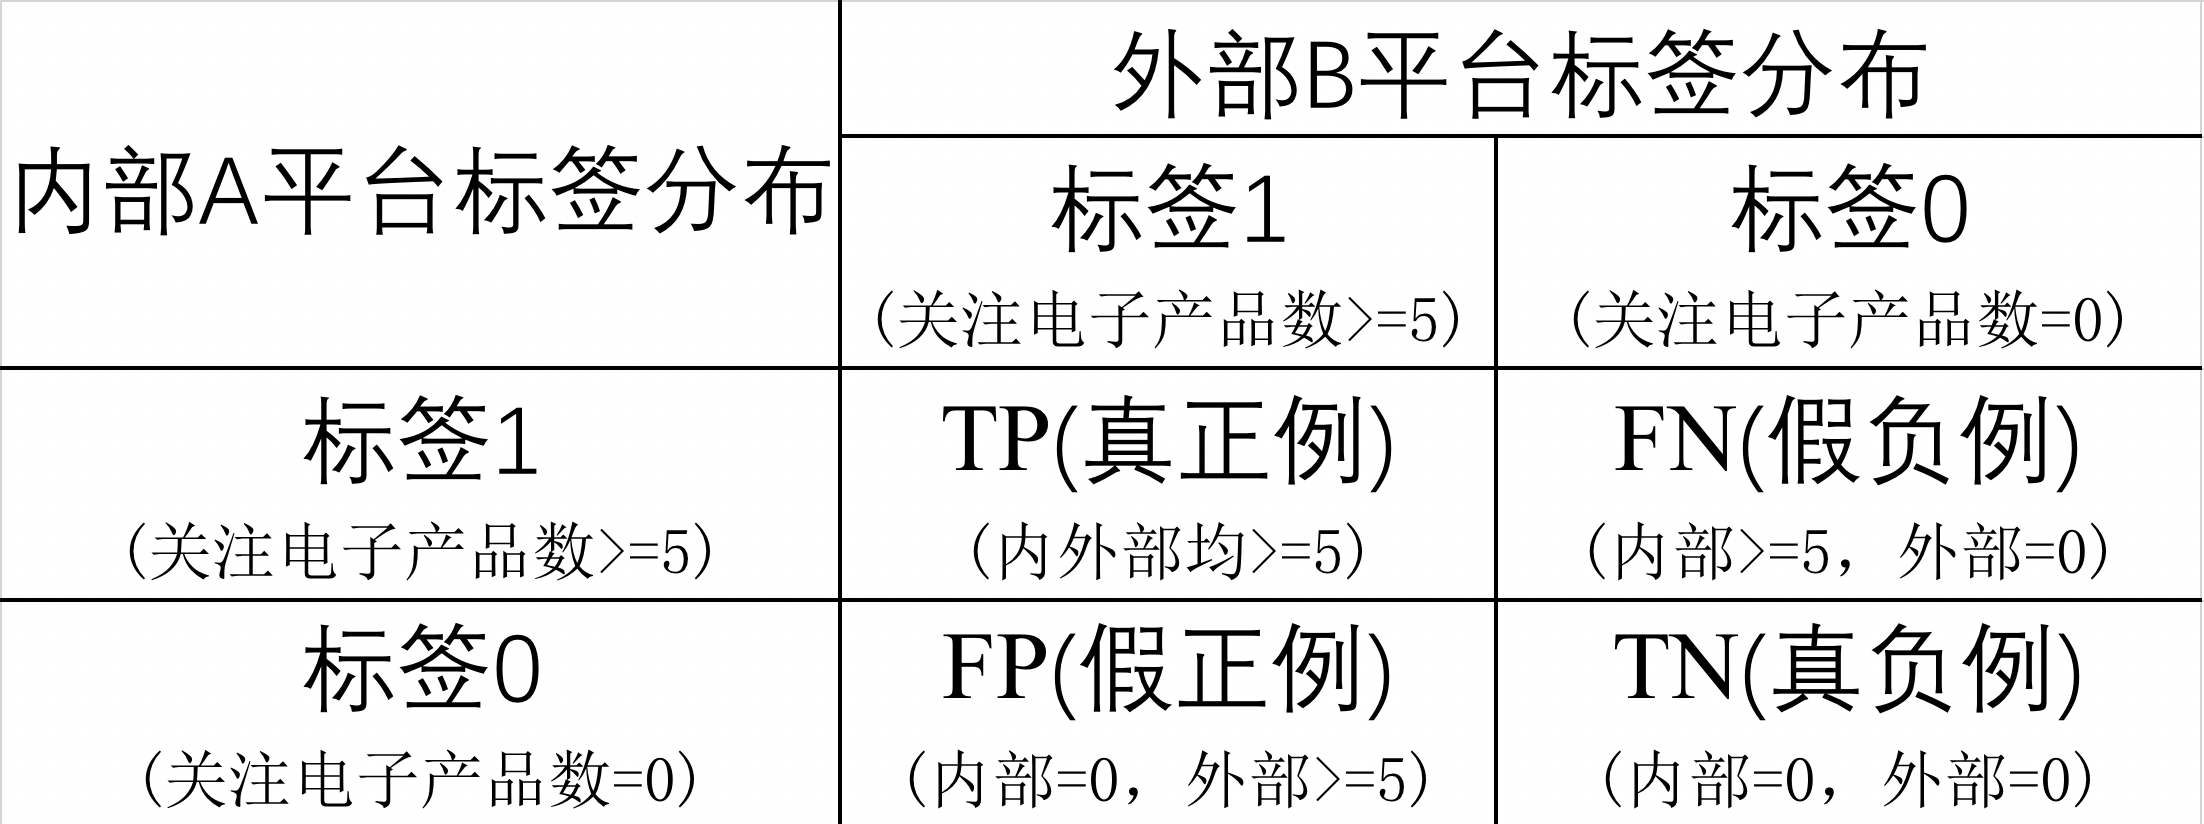 外部B平台标签分布
内部A平台标签分布
标签1
标签0
(关注电子产品数>=5)
(关注电子产品数=0)
标签1
TP(真正例)
FN(假负例)
(关注电子产品数>=5)
(内外部均>=5)
(内部>=5，外部=0)
标签0
FP(假正例)
TN(真负例)
(关注电子产品数=0)
(内部=0，外部>=5)
(内部=0，外部=0)